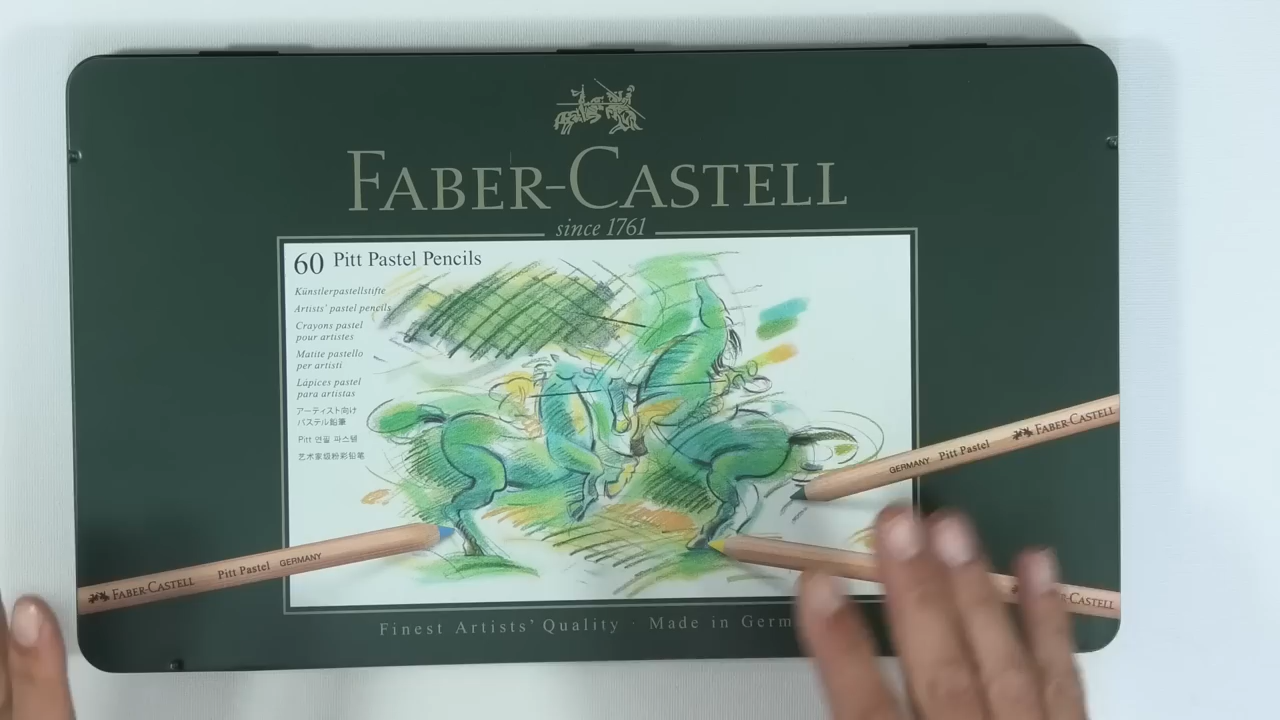 FABER-CASTELL
since 1761
60 Pitt Pastel Pencils
Künstlerpastellstifte
Artists' pastel pencils
Crayons pastel
pour artistes
Matite pastello
per artisti
Lápices pastel
para artistas
アーティスト向け
パステル鉛筆
Pitt 연필 파스텔
艺术家级粉彩铅笔
FABER-CASTELL
GERMANY Pitt Pastel
FABER-CASTELL Pitt Pastel GERMANY
-CASTELL
Finest Artists' Quality · Made in Germ